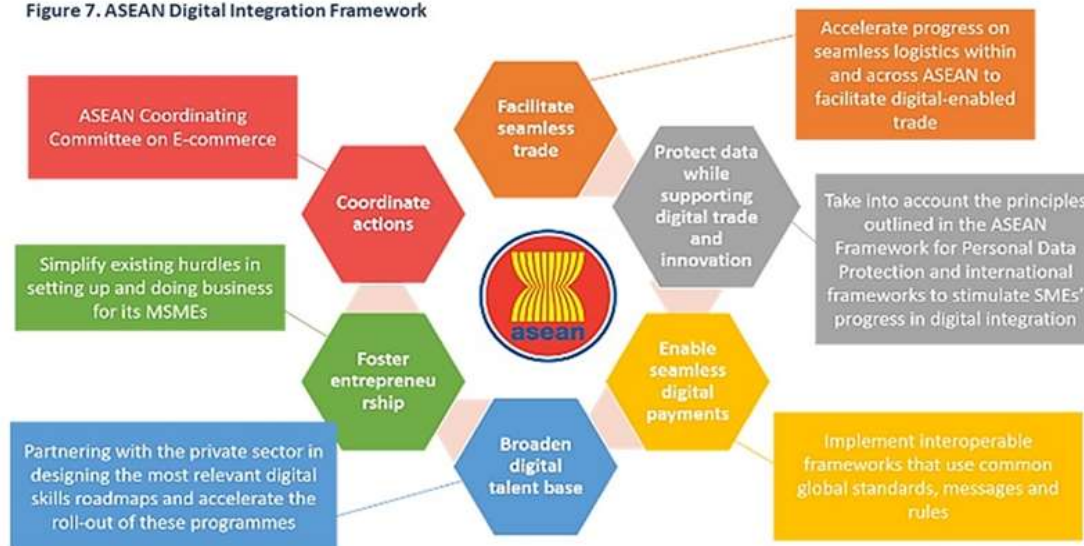 Figure 7. ASEAN Digital Integration Framework
Facilitate
seamless
trade
Accelerate progress on
seamless logistics within
and across ASEAN to
facilitate digital-enabled
trade
Protect data
while
supporting
digital trade
and
innovation
Take into account the principles
outlined in the ASEAN
Framework for Personal Data
Protection and international
frameworks to stimulate SMEs'
progress in digital integration
Enable
seamless
digital
payments
Implement interoperable
frameworks that use common
global standards, messages and
rules
Broaden
digital
talent base
Partnering with the private sector in
designing the most relevant digital
skills roadmaps and accelerate the
roll-out of these programmes
Foster
entrepreneu
rship
Simplify existing hurdles in
setting up and doing business
for its MSMEs
Coordinate
actions
ASEAN Coordinating
Committee on E-commerce
asean